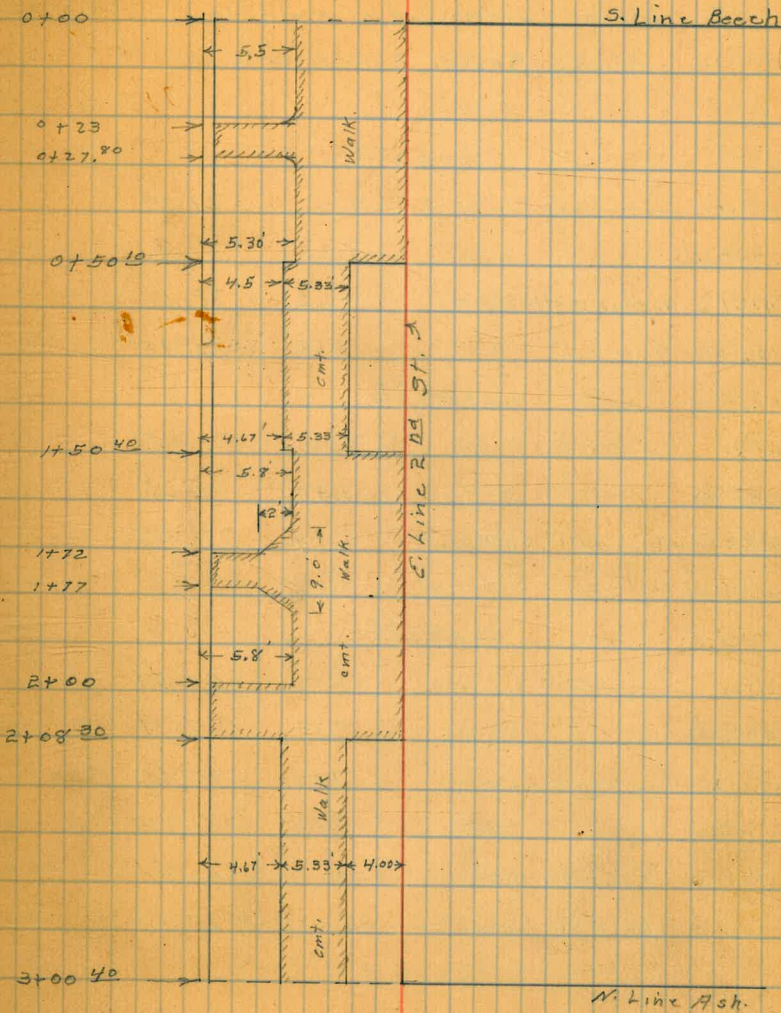 0+00
S. Line Beech
5.5
0+23
Walk.
0+27.80
5.30'
0+50 10
4.5 5.33'
cmt.
E. Line 2nd St.
4.67' 5.33'
1+50 40
5.8'
2'
1+72
9.0'
Walk.
1+77
cmt.
5.8'
2+00
2+08 30
Walk
4.67' 5.33' 4.00
cmt.
3+00 40
N. Line Ash.